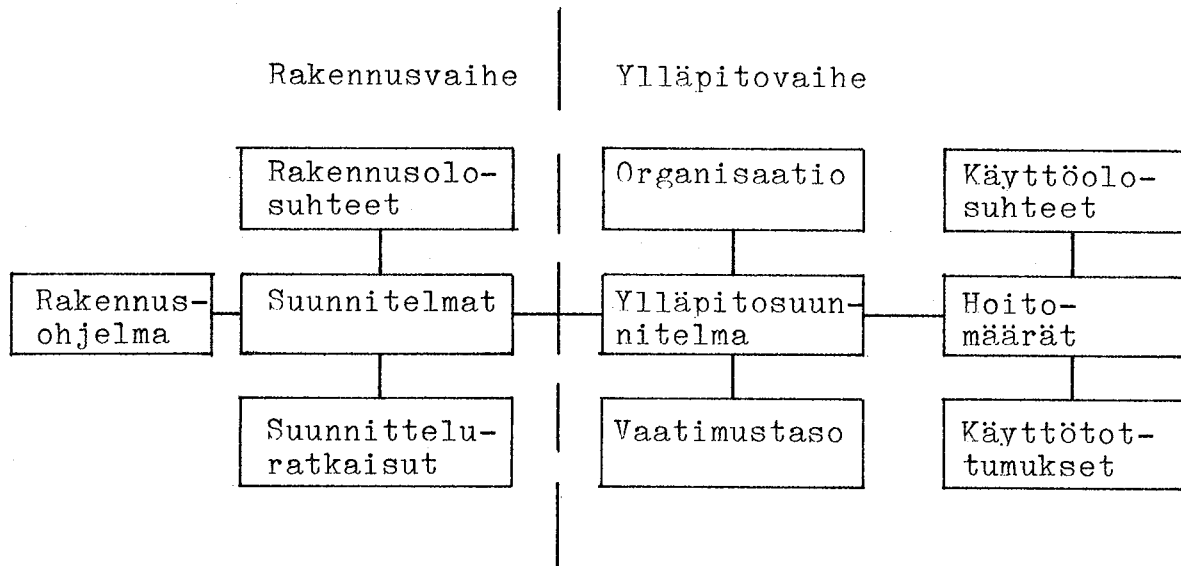 Rakennusvaihe
Ylläpitovaihe
Rakennusolo-
suhteet
Organisaatio
Käyttöolo-
suhteet
Rakennus-
ohjelma
Suunnitelmat
Ylläpitosuun-
nitelma
Hoito-
määrät
Suunnittelu-
ratkaisut
Vaatimustaso
Käyttötot-
tumukset